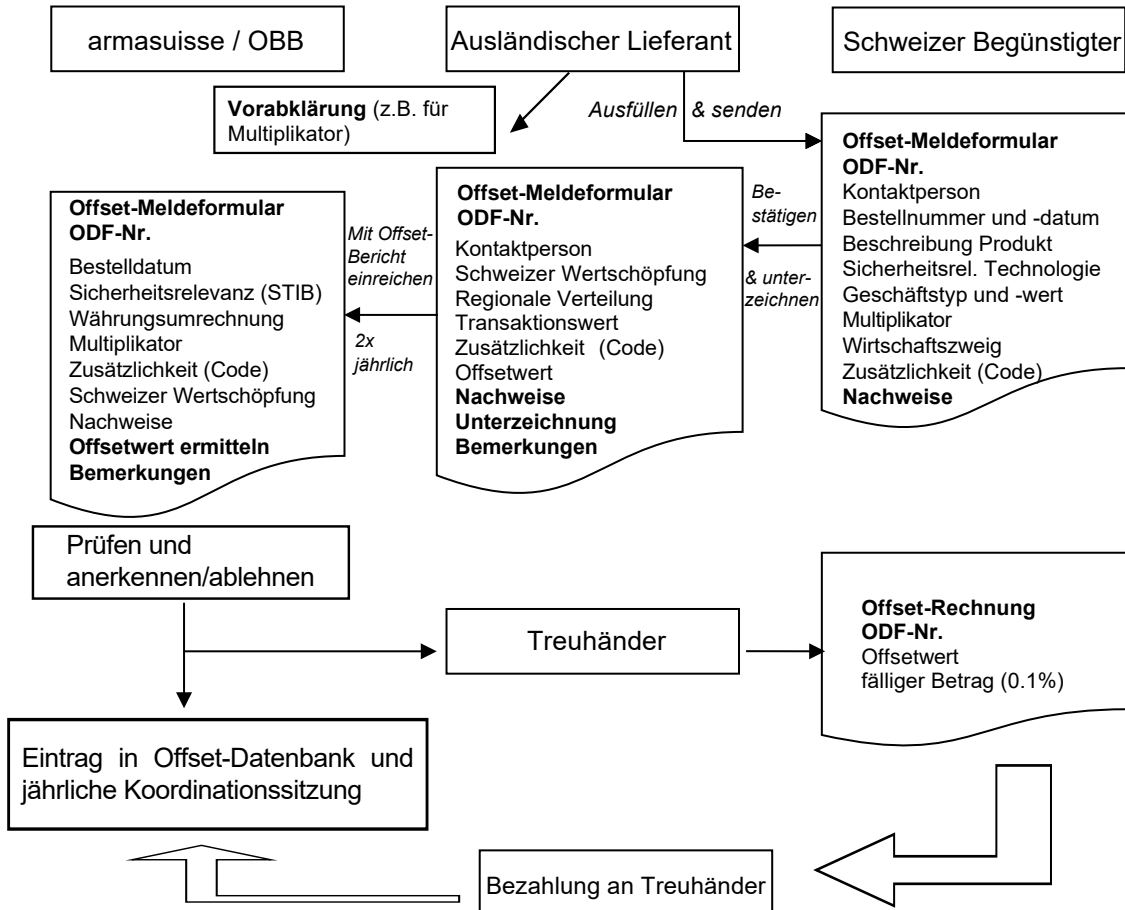 armasuisse / OBB
Ausländischer Lieferant
Schweizer Begünstigter
Vorabklärung (z.B. für
Multiplikator)
Ausfüllen & senden
Offset-Meldeformular
ODF-Nr.
Kontaktperson
Bestellnummer und -datum
Beschreibung Produkt
Sicherheitsrel. Technologie
Geschäftstyp und -wert
Multiplikator
Wirtschaftszweig
Zusätzlichkeit (Code)
Nachweise
Be-
stätigen
& unter-
zeichnen
Offset-Meldeformular
ODF-Nr.
Kontaktperson
Schweizer Wertschöpfung
Regionale Verteilung
Transaktionswert
Zusätzlichkeit (Code)
Offsetwert
Nachweise
Unterzeichnung
Bemerkungen
Mit Offset-
Bericht
einreichen
2x
jährlich
Offset-Meldeformular
ODF-Nr.
Bestelldatum
Sicherheitsrelevanz (STIB)
Währungsumrechnung
Multiplikator
Zusätzlichkeit (Code)
Schweizer Wertschöpfung
Nachweise
Offsetwert ermitteln
Bemerkungen
Prüfen und
anerkennen/ablehnen
Treuhänder
Offset-Rechnung
ODF-Nr.
Offsetwert
fälliger Betrag (0.1%)
Eintrag in Offset-Datenbank und
jährliche Koordinationssitzung
Bezahlung an Treuhänder